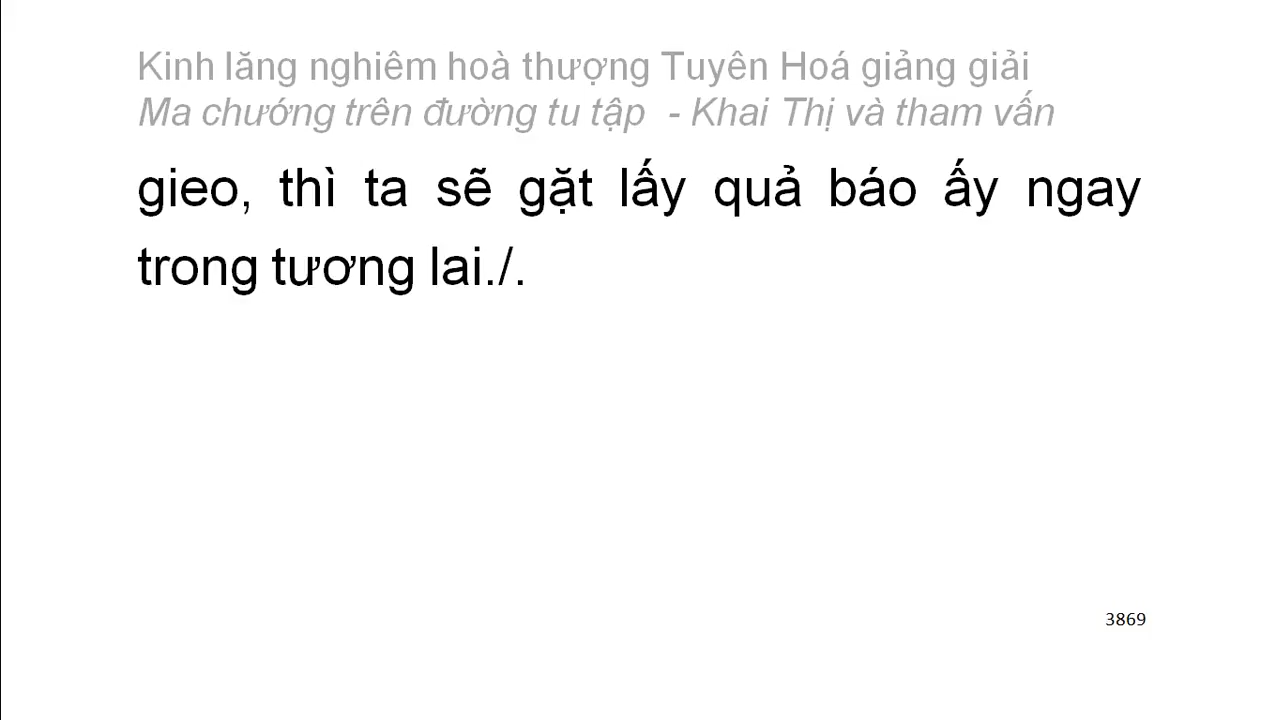 Kinh lăng nghiêm hoà thượng Tuyên Hoá giảng giải
Ma chướng trên đường tu tập - Khai Thị và tham vấn
gieo, thì ta sẽ gặt lấy quả báo ấy ngay
trong tương lai./.
3869